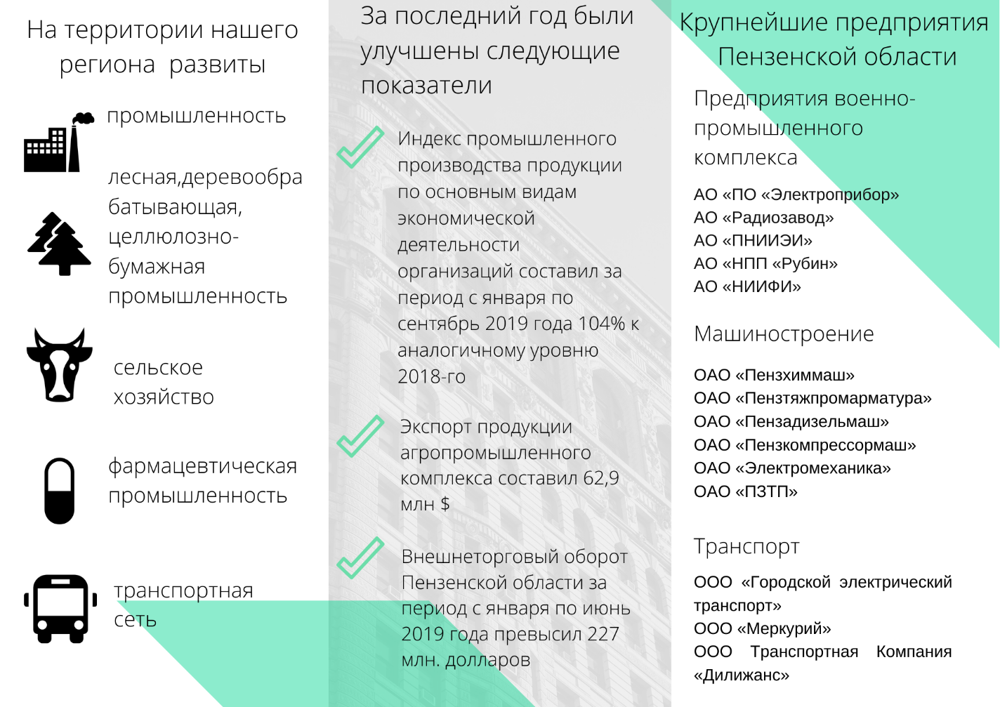 На территории нашего
региона развиты
промышленность
лесная,деревообра
батывающая,
целлюлозно-
бумажная
промышленность
сельское
хозяйство
фармацевтическая
промышленность
транспортная
сеть
За последний год были
улучшены следующие
показатели
Индекс промышленного
производства продукции
по основным видам
экономической
деятельности
организаций составил за
период с января по
сентябрь 2019 года 104% к
аналогичному уровню
2018-го
Экспорт продукции
агропромышленного
комплекса составил 62,9
млн $
Внешнеторговый оборот
Пензенской области за
период с января по июнь
2019 года превысил 227
млн. долларов
Крупнейшие предприятия
Пензенской области
Предприятия военно-
промышленного
комплекса
АО «ПО «Электроприбор»
АО «Радиозавод»
АО «ПНИИЭИ»
АО «НПП «Рубин»
АО «НИИФИ»
Машиностроение
ОАО «Пензхиммаш»
ОАО «Пензтяжпромарматура»
ОАО «Пензадизельмаш»
ОАО «Пензкомпрессормаш»
ОАО «Электромеханика»
ОАО «ПЗТП»
Транспорт
ООО «Городской электрический
транспорт»
ООО «Меркурий»
ООО Транспортная Компания
«Дилижанс»